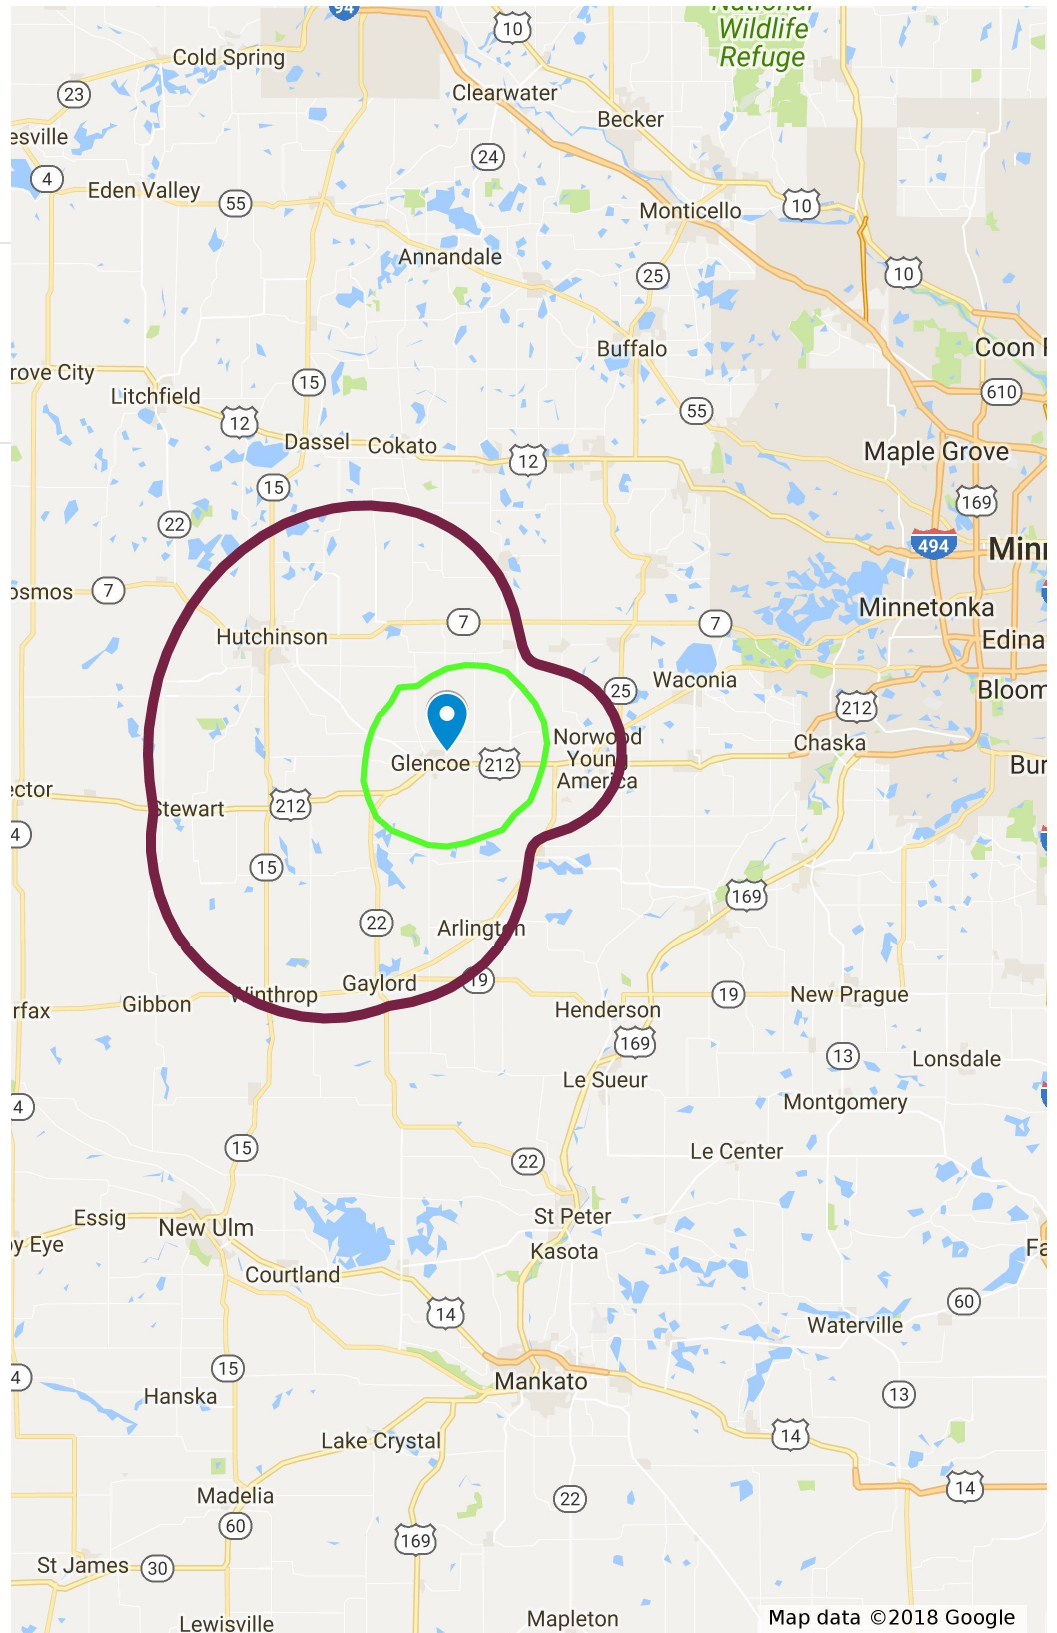 94
10
National
Wildlife
Refuge
Cold Spring
23
Clearwater
Becker
esville
24
4
Eden Valley
55
10
Monticello
Annandale
25
10
Buffalo
Coon R
rove City
15
610
Litchfield
12
55
Dassel
Cokato
12
Maple Grove
15
169
22
494
Minn
osmos
7
Minnetonka
7
7
Hutchinson
Edina
Waconia
25
Bloom
212
Norwood
Young
America
Chaska
Glencoe
212
Bur
ector
Stewart
212
4
15
169
22
Arlington
19
Gaylord
Winthrop
Gibbon
19
New Prague
rfax
Henderson
169
13
Lonsdale
Le Sueur
4
Montgomery
15
22
Le Center
Essig
New Ulm
St Peter
py Eye
Kasota
Fa
Courtland
14
60
Waterville
15
4
Mankato
Hanska
13
14
Lake Crystal
14
Madelia
22
60
169
St James
30
Lewisville
Mapleton
Map data ©2018 Google